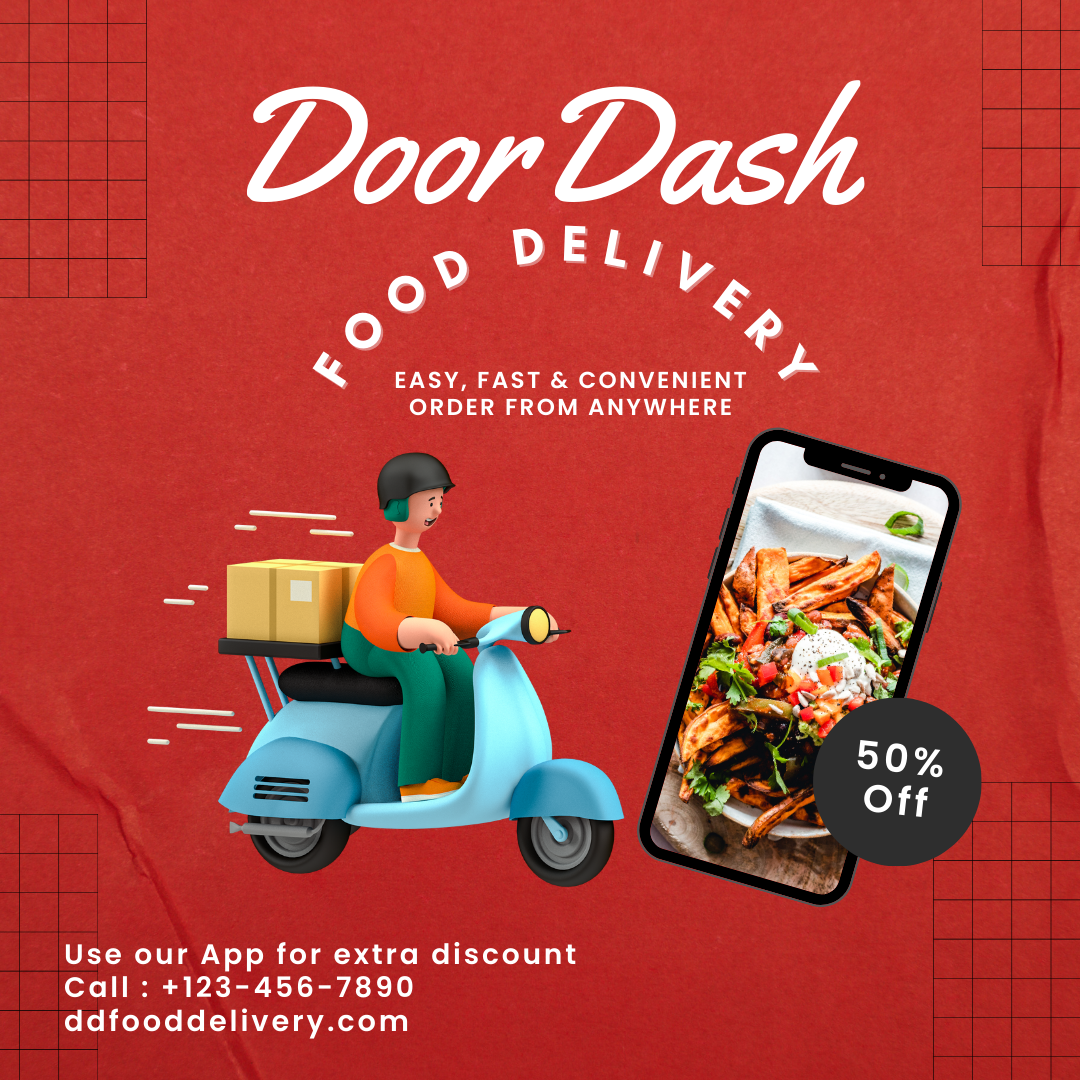 Door Dash
FOOD DELIVERY
EASY, FAST & CONVENIENT
ORDER FROM ANYWHERE
50%
Off
Use our App for extra discount
Call : +123-456-7890
ddfooddelivery.com